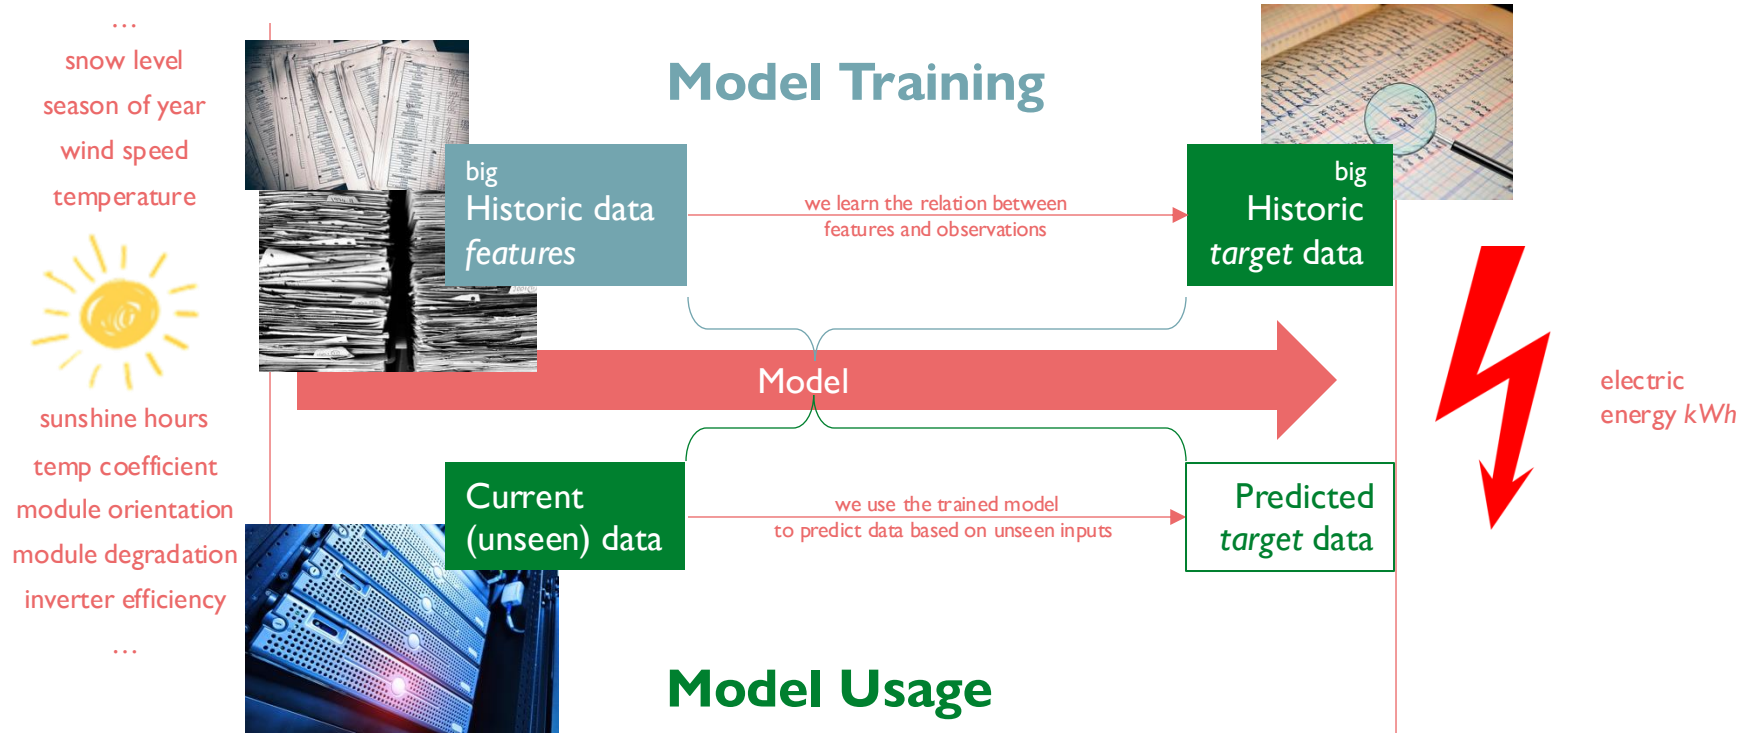 ...
snow level
season of year
wind speed
temperature
sunshine hours
temp coefficient
module orientation
module degradation
inverter efficiency
...
Model Training
big
Historic data
features
we learn the relation between
features and observations
big
Historic
target data
Model
Current
(unseen) data
we use the trained model
to predict data based on unseen inputs
Predicted
target data
Model Usage
electric
energy kWh